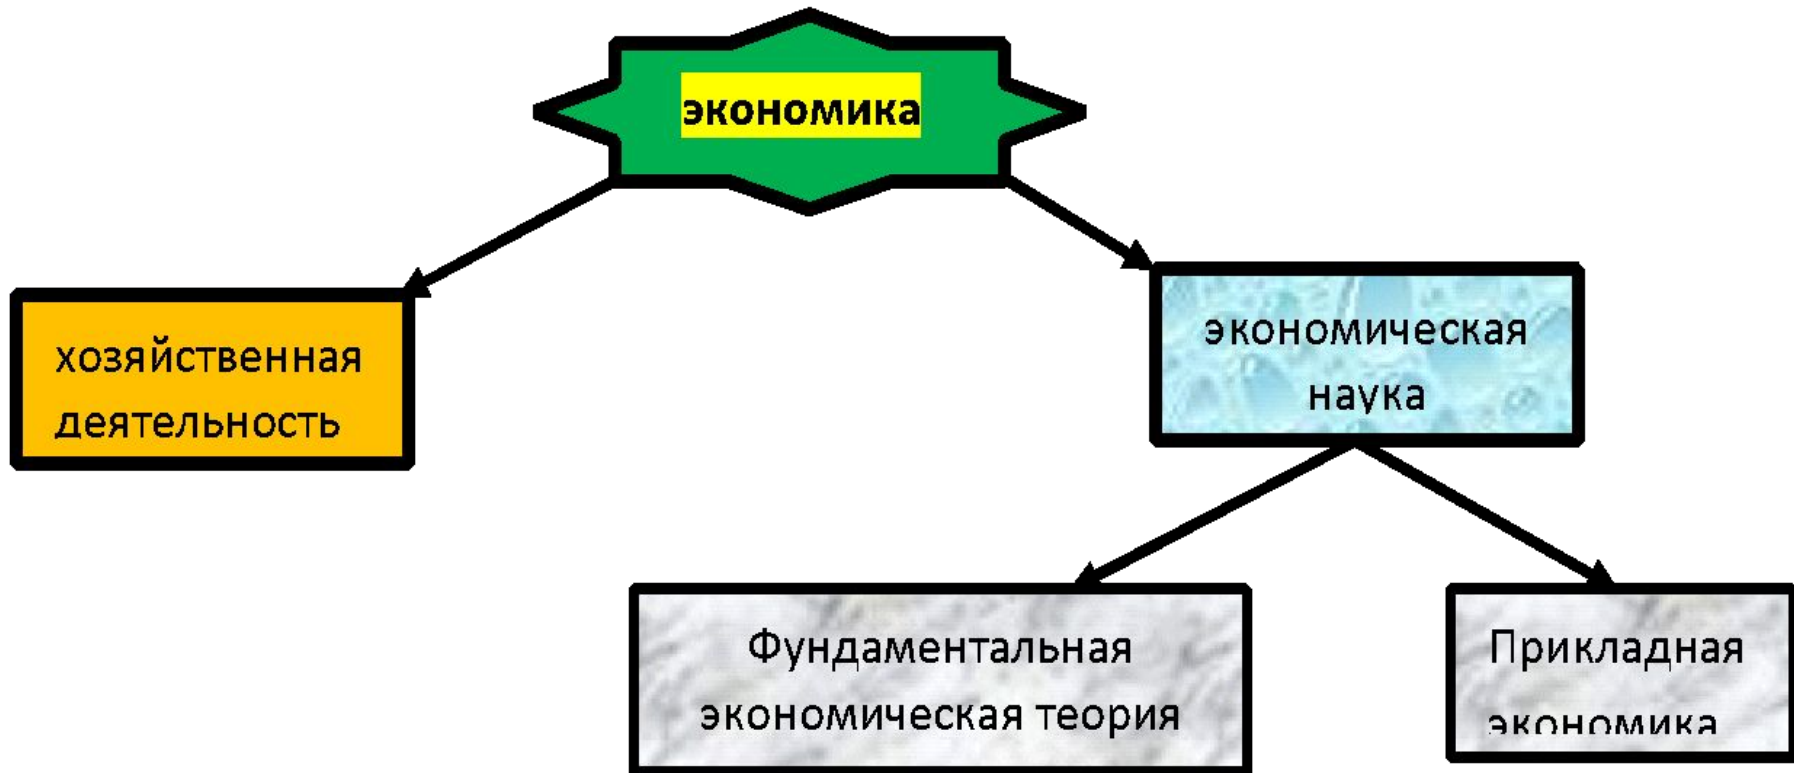 экономика
хозяйственная
деятельность
экономическая
наука
Фундаментальная
экономическая теория
Прикладная
экономика